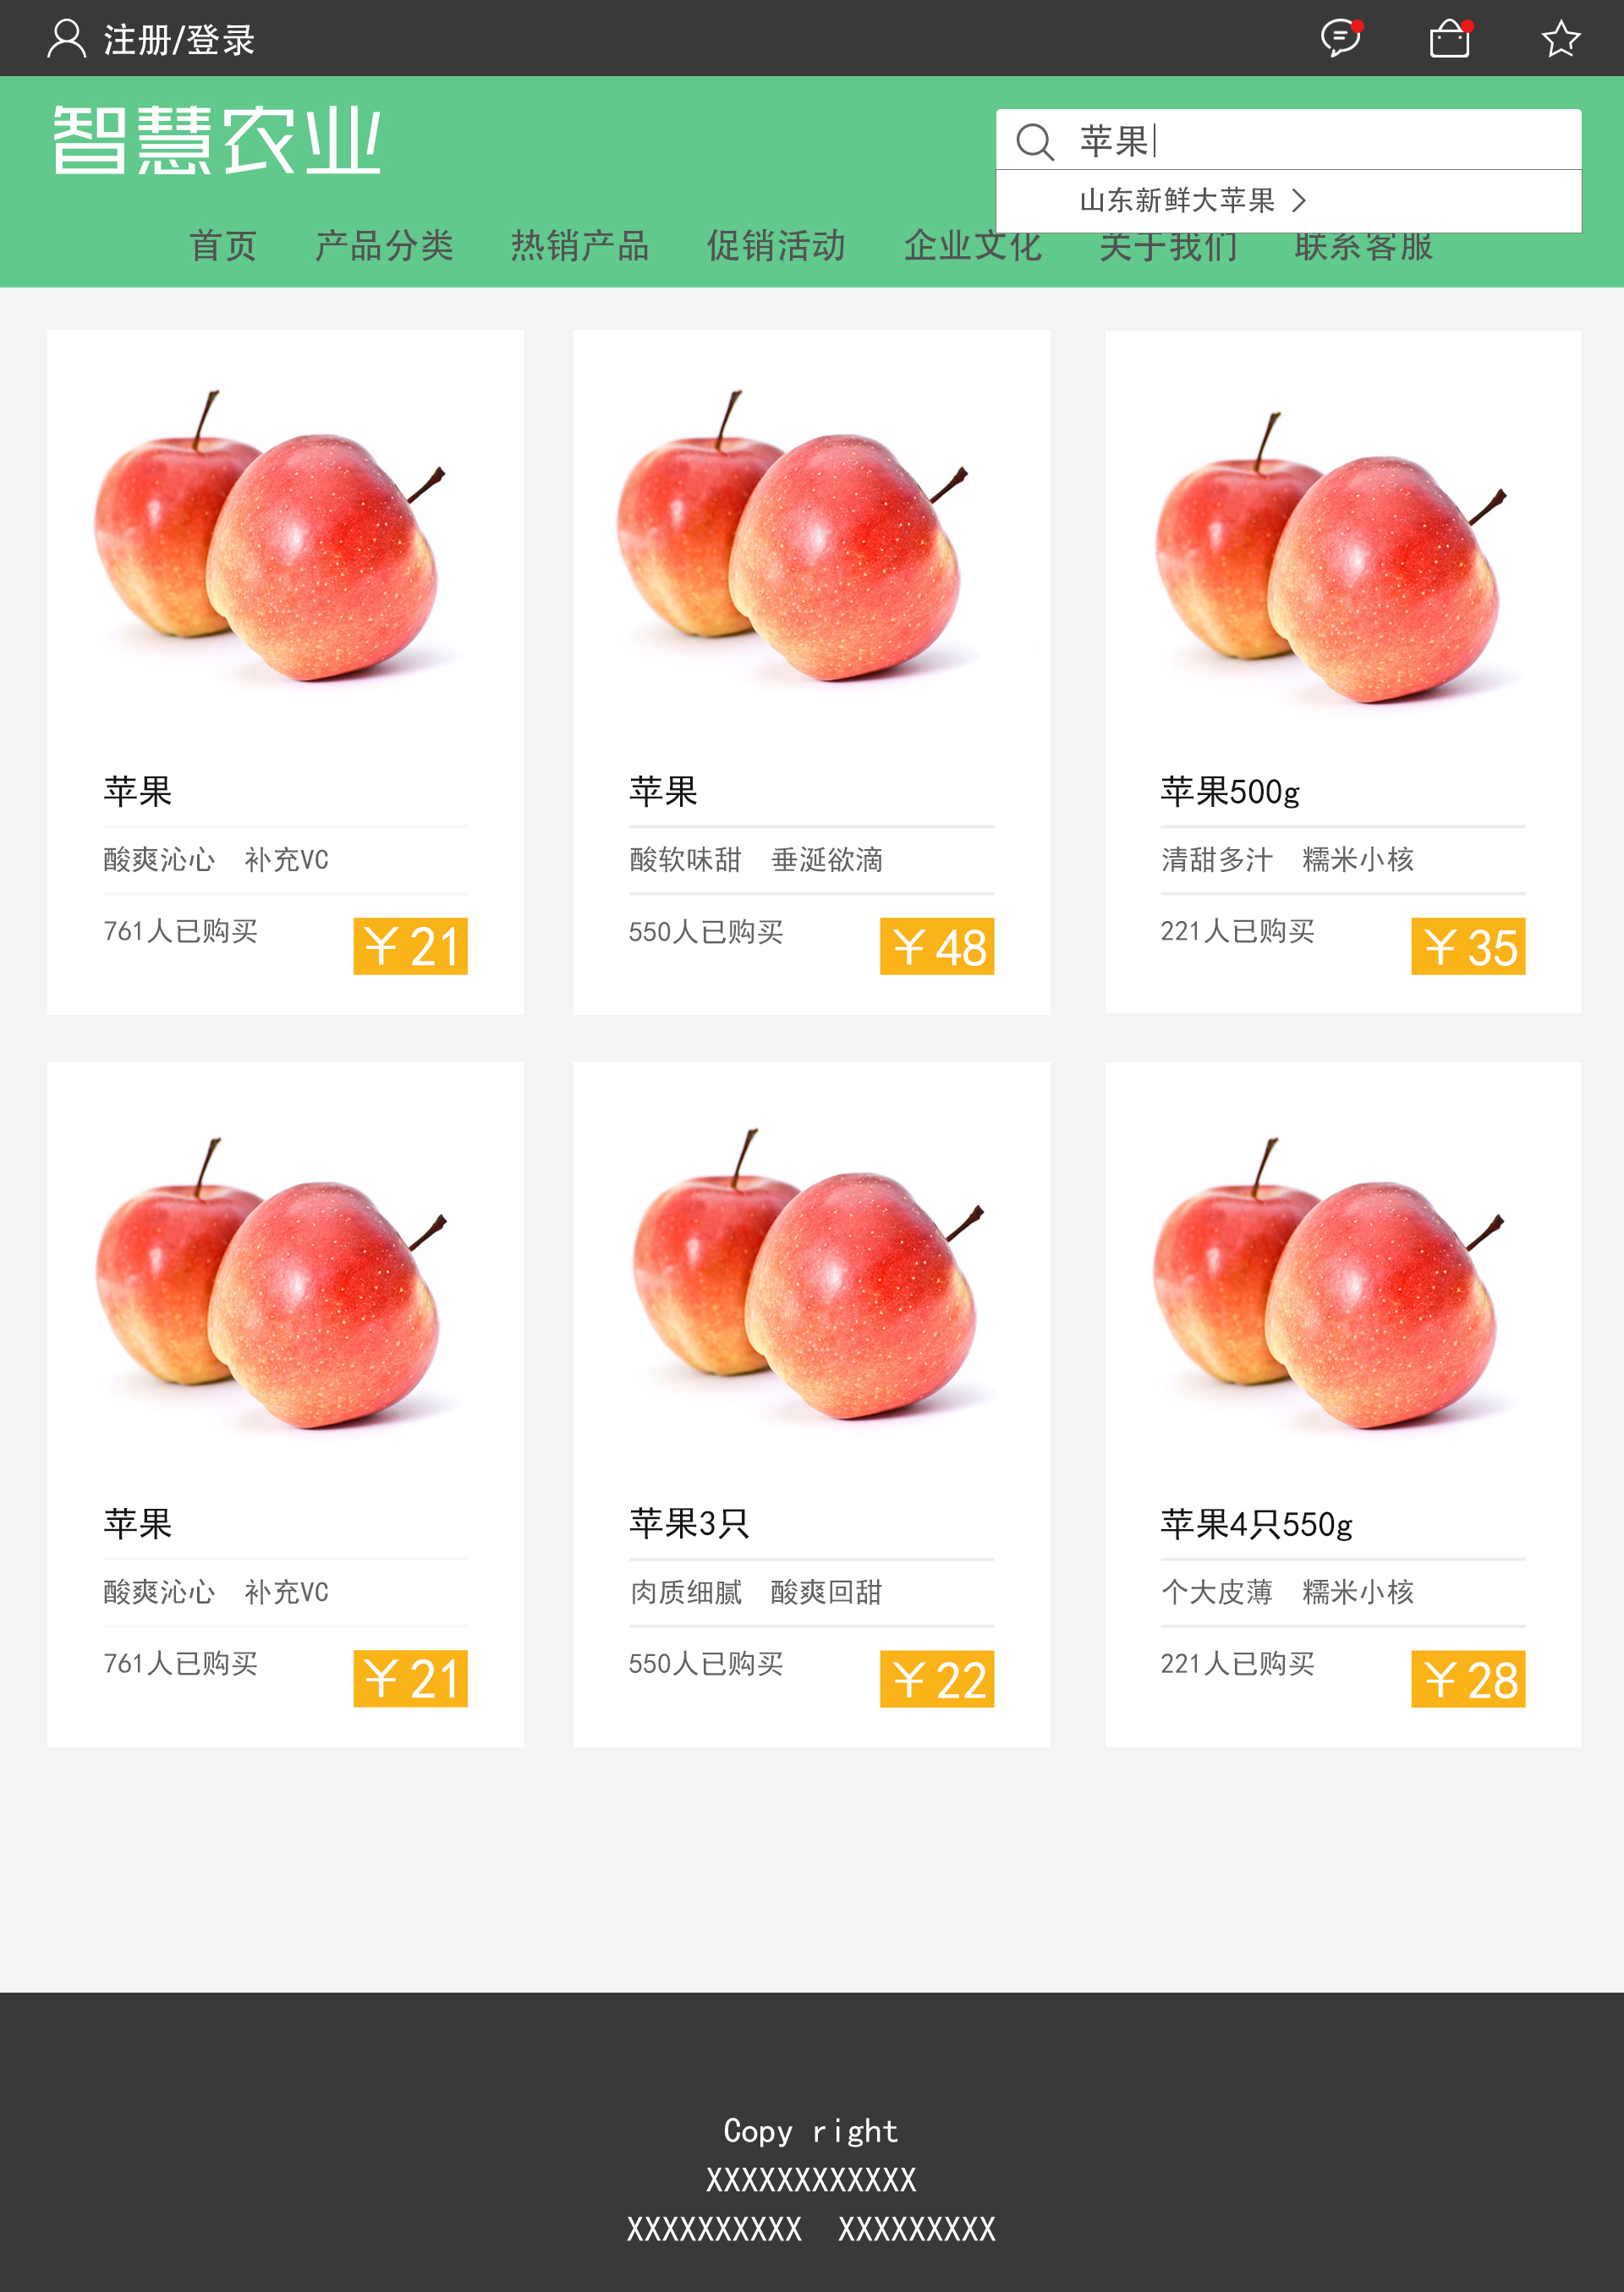 注册/登录
智慧农业
苹果
山东新鲜大苹果 >
首页 产品分类 热销产品 促销活动 企业文化 关于我们 联系客服
苹果
酸爽沁心 补充VC
761人已购买 ¥21
苹果
酸软味甜 垂涎欲滴
550人已购买 ¥48
苹果500g
清甜多汁 糯米小核
221人已购买 ¥35
苹果
酸爽沁心 补充VC
761人已购买 ¥21
苹果3只
肉质细腻 酸爽回甜
550人已购买 ¥22
苹果4只550g
个大皮薄 糯米小核
221人已购买 ¥28
Copy right
XXXXXXXXXXXX
XXXXXXXXXX XXXXXXXXX